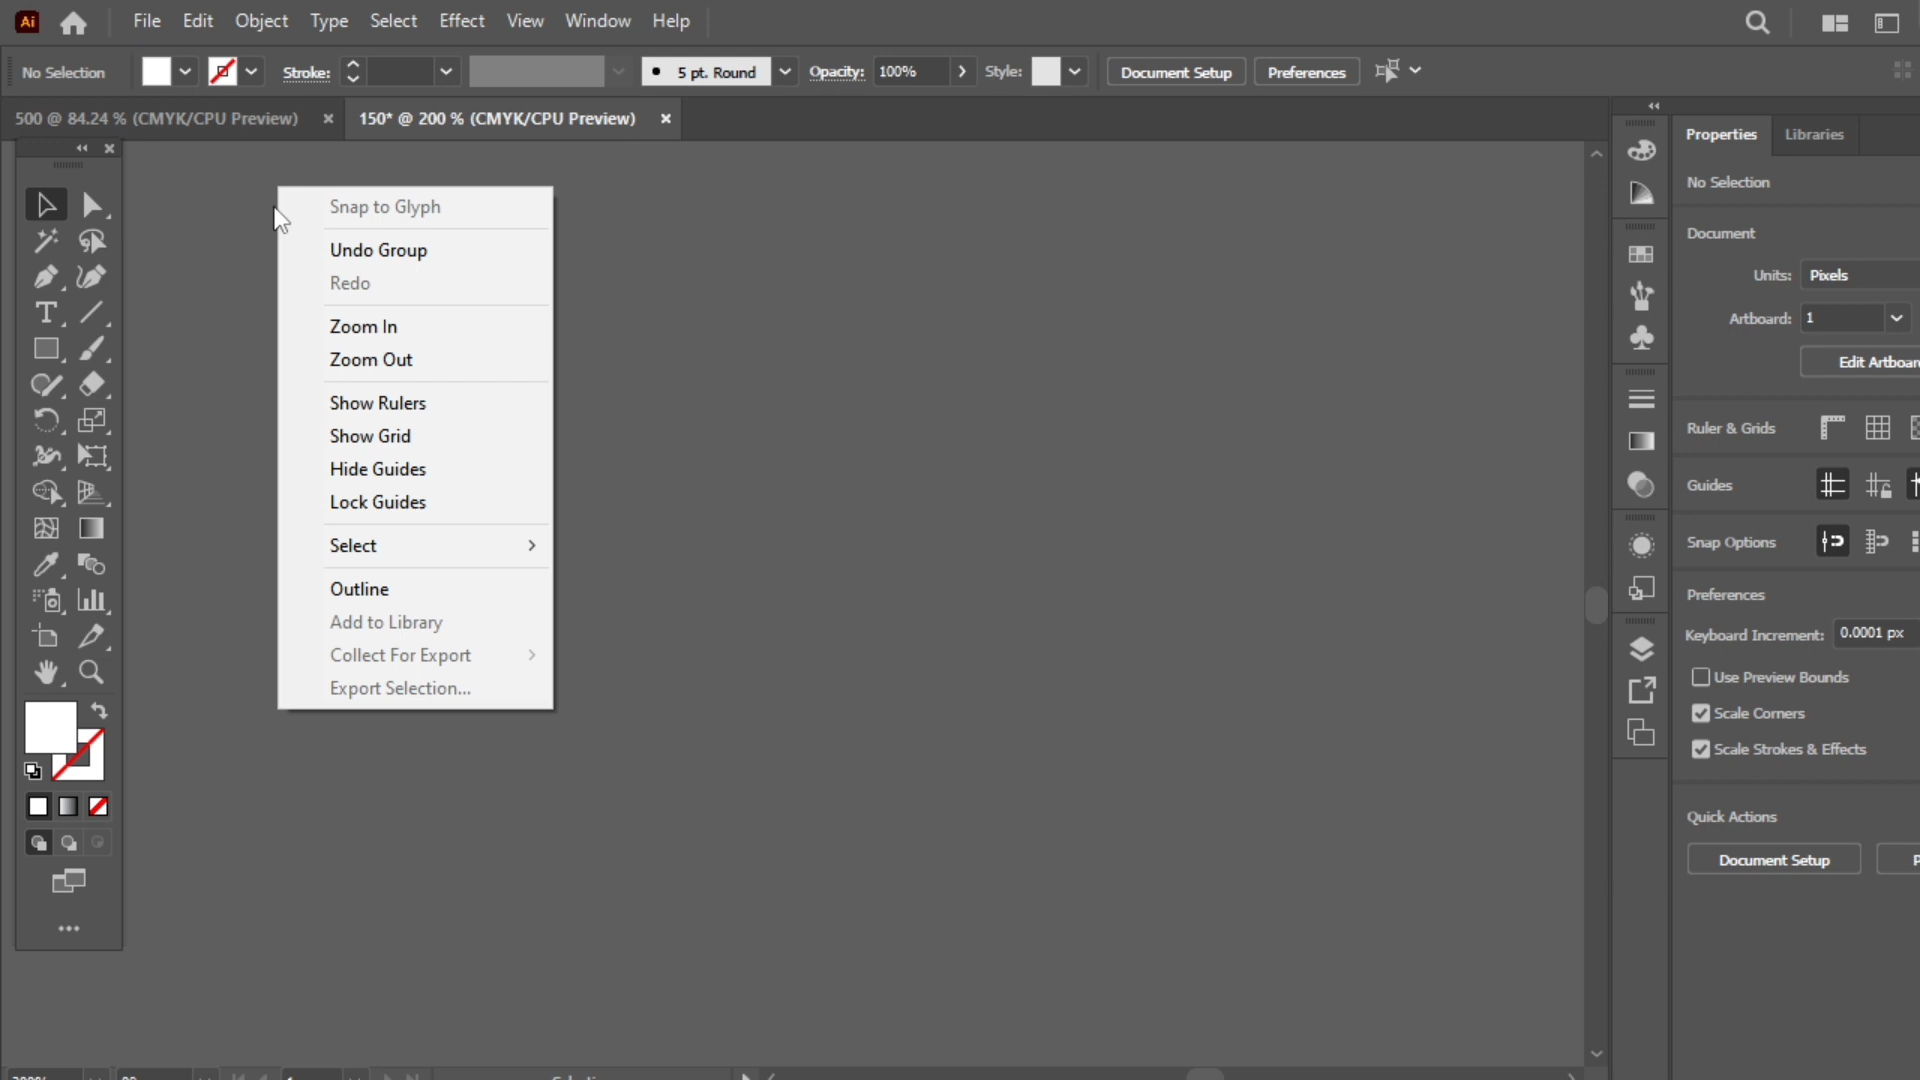 Ai
File Edit Object Type Select Effect View Window Help
No Selection Stroke: 5 pt. Round Opacity: 100% Style: Document Setup Preferences
500 @ 84.24 % (CMYK/CPU Preview) 150* @ 200 % (CMYK/CPU Preview)
Snap to Glyph
Undo Group
Redo
Zoom In
Zoom Out
Show Rulers
Show Grid
Hide Guides
Lock Guides
Select
Outline
Add to Library
Collect For Export
Export Selection...
Properties Libraries
No Selection
Document
Units: Pixels
Artboard: 1
Edit Artboar
Ruler & Grids
Guides
Snap Options
Preferences
Keyboard Increment: 0.0001 px
Use Preview Bounds
Scale Corners
Scale Strokes & Effects
Quick Actions
Document Setup P